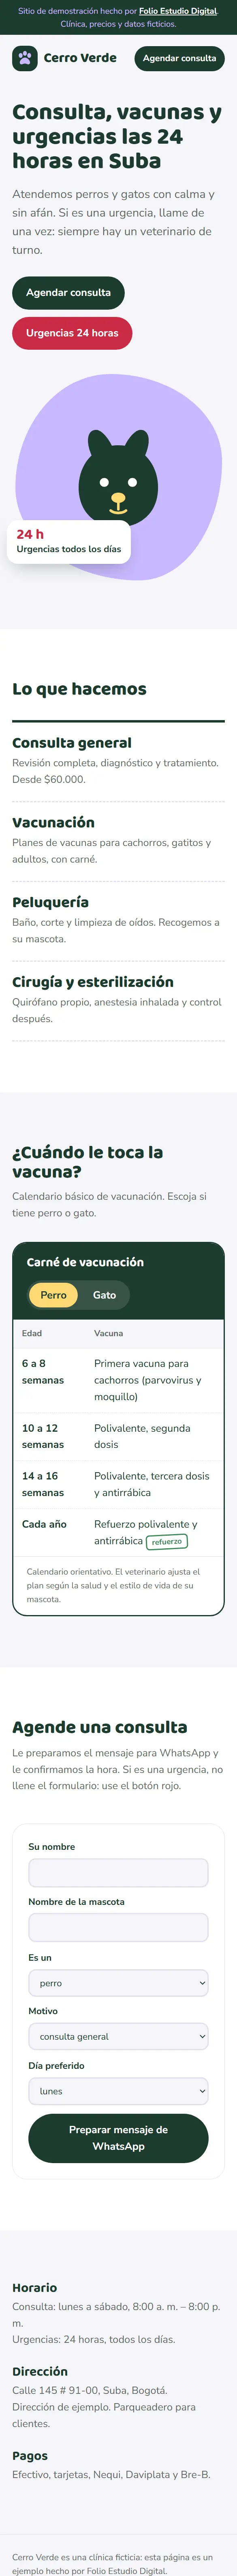 Sitio de demostración hecho por Folio Estudio Digital.
Clínica, precios y datos ficticios.
Cerro Verde
Agendar consulta
Consulta, vacunas y
urgencias las 24
horas en Suba
Atendemos perros y gatos con calma y
sin afán. Si es una urgencia, llame de
una vez: siempre hay un veterinario de
turno.
Agendar consulta
Urgencias 24 horas
24 h
Urgencias todos los días
Lo que hacemos
Consulta general
Revisión completa, diagnóstico y tratamiento.
Desde $60.000.
Vacunación
Planes de vacunas para cachorros, gatitos y
adultos, con carné.
Peluquería
Baño, corte y limpieza de oídos. Recogemos a
su mascota.
Cirugía y esterilización
Quirófano propio, anestesia inhalada y control
después.
¿Cuándo le toca la
vacuna?
Calendario básico de vacunación. Escoja si
tiene perro o gato.
Carné de vacunación
Perro Gato
Edad Vacuna
6 a 8
semanas
Primera vacuna para
cachorros (parvovirus y
moquillo)
10 a 12
semanas
Polivalente, segunda
dosis
14 a 16
semanas
Polivalente, tercera dosis
y antirrábica
Cada año
Refuerzo polivalente y
antirrábica refuerzo
Calendario orientativo. El veterinario ajusta el
plan según la salud y el estilo de vida de su
mascota.
Agende una consulta
Le preparamos el mensaje para WhatsApp y
le confirmamos la hora. Si es una urgencia, no
llene el formulario: use el botón rojo.
Su nombre
Nombre de la mascota
Es un
perro
Motivo
consulta general
Día preferido
lunes
Preparar mensaje de
WhatsApp
Horario
Consulta: lunes a sábado, 8:00 a. m. – 8:00 p.
m.
Urgencias: 24 horas, todos los días.
Dirección
Calle 145 # 91-00, Suba, Bogotá.
Dirección de ejemplo. Parqueadero para
clientes.
Pagos
Efectivo, tarjetas, Nequi, Daviplata y Bre-B.
Cerro Verde es una clínica ficticia: esta página es un
ejemplo hecho por Folio Estudio Digital.